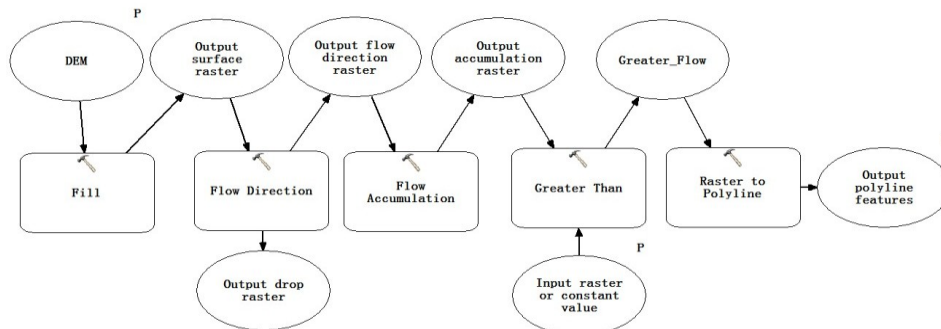 P
DEM
Output
surface
raster
Output flow
direction
raster
Output
accumulation
raster
Greater_Flow
Fill
Flow Direction
Flow
Accumulation
Greater Than
Raster to
Polyline
Output
polyline
features
P
Output drop
raster
Input raster
or constant
value